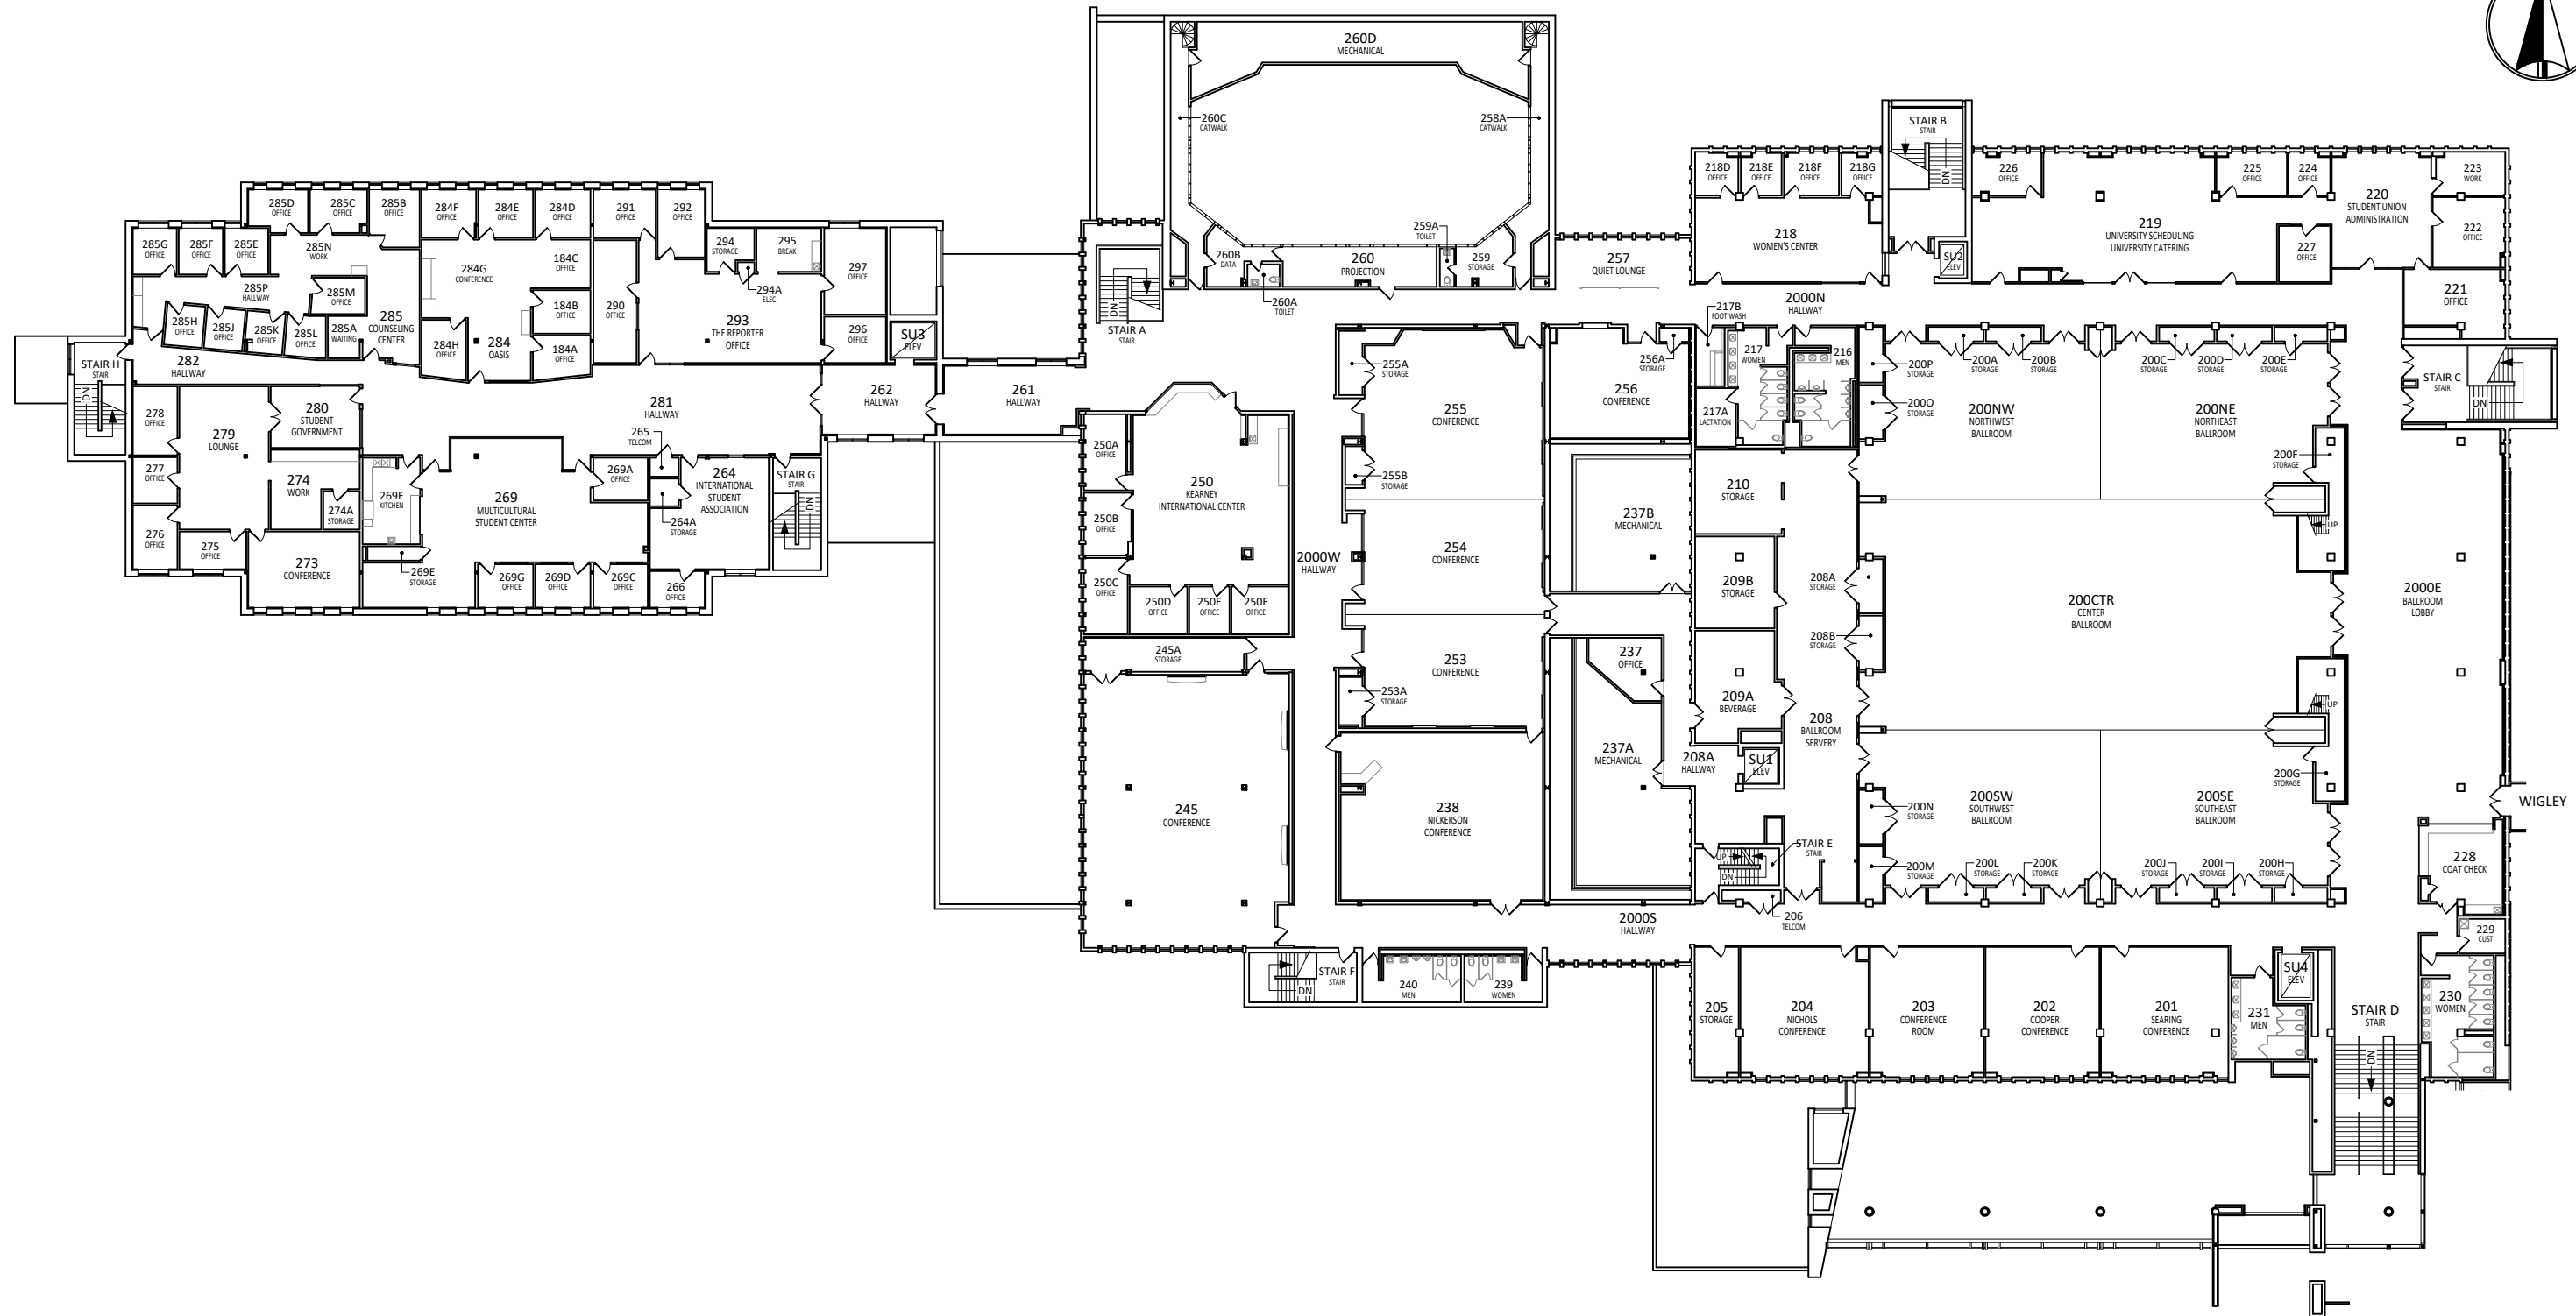 260D
MECHANICAL
260C
CATWALK
258A
CATWALK
259A
TOILET
260B
DATA
260
PROJECTION
259
STORAGE
260A
TOILET
257
QUIET LOUNGE
STAIR A
STAIR
DN
STAIR B
STAIR
DN
SU2
ELEV
218D
OFFICE
218E
OFFICE
218F
OFFICE
218G
OFFICE
218
WOMEN'S CENTER
226
OFFICE
225
OFFICE
224
OFFICE
223
WORK
220
STUDENT UNION
ADMINISTRATION
219
UNIVERSITY SCHEDULING
UNIVERSITY CATERING
227
OFFICE
222
OFFICE
221
OFFICE
2000N
HALLWAY
285D
OFFICE
285C
OFFICE
285B
OFFICE
284F
OFFICE
284E
OFFICE
284D
OFFICE
291
OFFICE
292
OFFICE
285G
OFFICE
285F
OFFICE
285E
OFFICE
285N
WORK
294
STORAGE
295
BREAK
297
OFFICE
284G
CONFERENCE
184C
OFFICE
294A
ELEC
285P
HALLWAY
285M
OFFICE
184B
OFFICE
290
OFFICE
285H
OFFICE
285J
OFFICE
285K
OFFICE
285L
OFFICE
285A
WAITING
285
COUNSELING
CENTER
293
THE REPORTER
OFFICE
296
OFFICE
SU3
ELEV
284H
OFFICE
284
OASIS
184A
OFFICE
STAIR H
STAIR
DN
282
HALLWAY
278
OFFICE
280
STUDENT
GOVERNMENT
281
HALLWAY
262
HALLWAY
261
HALLWAY
279
LOUNGE
265
TELCOM
277
OFFICE
274
WORK
269F
KITCHEN
269A
OFFICE
264
INTERNATIONAL
STUDENT
ASSOCIATION
STAIR G
STAIR
DN
274A
STORAGE
269
MULTICULTURAL
STUDENT CENTER
264A
STORAGE
276
OFFICE
275
OFFICE
273
CONFERENCE
269E
STORAGE
269G
OFFICE
269D
OFFICE
269C
OFFICE
266
OFFICE
250A
OFFICE
250
KEARNEY
INTERNATIONAL CENTER
250B
OFFICE
250C
OFFICE
250D
OFFICE
250E
OFFICE
250F
OFFICE
2000W
HALLWAY
245A
STORAGE
245
CONFERENCE
255A
STORAGE
255
CONFERENCE
255B
STORAGE
254
CONFERENCE
253
CONFERENCE
253A
STORAGE
238
NICKERSON
CONFERENCE
256A
STORAGE
256
CONFERENCE
237B
MECHANICAL
237
OFFICE
237A
MECHANICAL
217B
FOOT WASH
217
WOMEN
216
MEN
217A
LACTATION
210
STORAGE
209B
STORAGE
209A
BEVERAGE
208A
HALLWAY
SU1
ELEV
208
BALLROOM
SERVERY
208A
STORAGE
208B
STORAGE
200P
STORAGE
200O
STORAGE
200A
STORAGE
200B
STORAGE
200C
STORAGE
200D
STORAGE
200E
STORAGE
200NW
NORTHWEST
BALLROOM
200NE
NORTHEAST
BALLROOM
200F
STORAGE
UP
200CTR
CENTER
BALLROOM
2000E
BALLROOM
LOBBY
UP
200G
STORAGE
200SW
SOUTHWEST
BALLROOM
200SE
SOUTHEAST
BALLROOM
200N
STORAGE
200M
STORAGE
200L
STORAGE
200K
STORAGE
200J
STORAGE
200I
STORAGE
200H
STORAGE
STAIR C
STAIR
DN
WIGLEY
228
COAT CHECK
229
CUST
STAIR E
STAIR
UP
DN
206
TELCOM
2000S
HALLWAY
STAIR F
STAIR
DN
240
MEN
239
WOMEN
205
STORAGE
204
NICHOLS
CONFERENCE
203
CONFERENCE
ROOM
202
COOPER
CONFERENCE
201
SEARING
CONFERENCE
231
MEN
SU4
ELEV
STAIR D
STAIR
DN
230
WOMEN